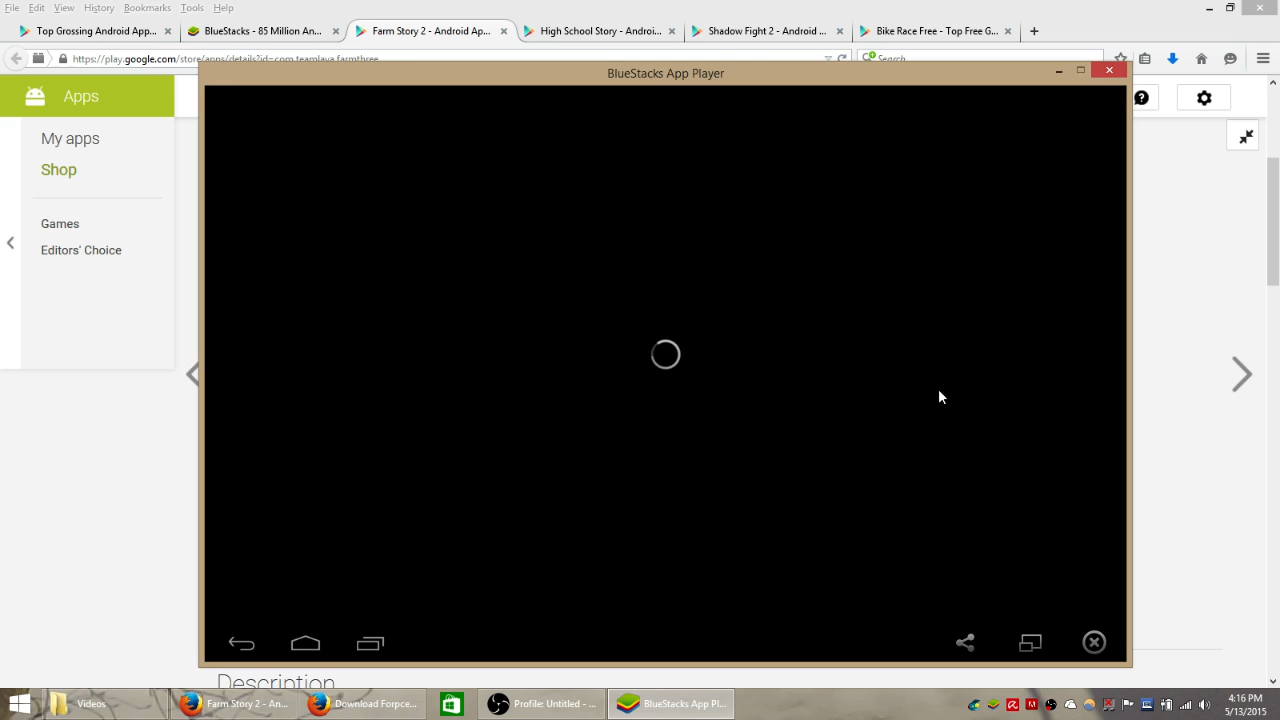 File Edit View History Bookmarks Tools Help
Top Grossing Android App...
BlueStacks - 85 Million An...
Farm Story 2 - Android Ap...
High School Story - Androi...
Shadow Fight 2 - Android ...
Bike Race Free - Top Free G...
https://play.google.com/store/apps/details?id=com.teamlava.farmthree
Search
BlueStacks App Player
Apps
My apps
Shop
Games
Editors' Choice
Description
Videos
Farm Story 2 - An...
Download Forpce...
Profile: Untitled - ...
BlueStacks App Pl...
4:16 PM
5/13/2015